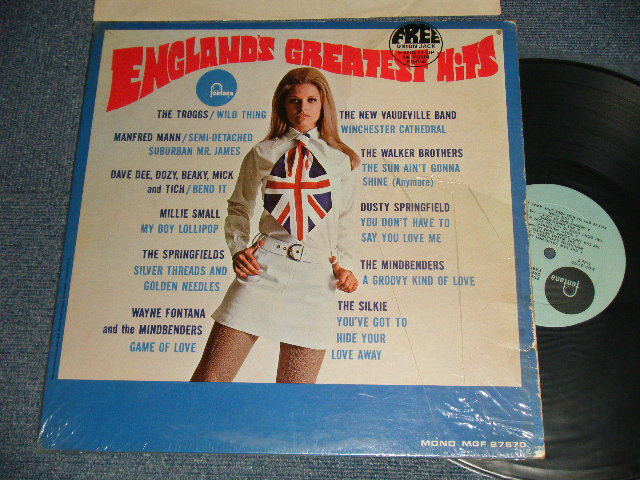 ENGLAND'S GREATEST HITS
FREE
UNION JACK
fontana
THE TROGGS/WILD THING
MANFRED MANN/SEMI-DETACHED
SUBURBAN MR. JAMES
DAVE DEE, DOZY, BEAKY, MICK
and TICH/BEND IT
MILLIE SMALL
MY BOY LOLLIPOP
THE SPRINGFIELDS
SILVER THREADS AND
GOLDEN NEEDLES
WAYNE FONTANA
and the MINDBENDERS
GAME OF LOVE
THE NEW VAUDEVILLE BAND
WINCHESTER CATHEDRAL
THE WALKER BROTHERS
THE SUN AIN'T GONNA
SHINE (Anymore)
DUSTY SPRINGFIELD
YOU DON'T HAVE TO
SAY YOU LOVE ME
THE MINDBENDERS
A GROOVY KIND OF LOVE
THE SILKIE
YOU'VE GOT TO
HIDE YOUR
LOVE AWAY
MONO MGF 27570
fontana